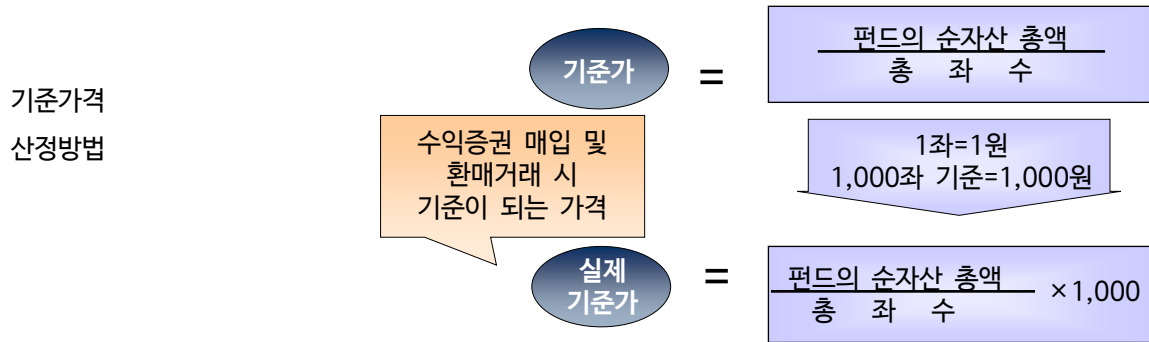 기준가격
산정방법
기준가
=
펀드의 순자산 총액
총 좌 수
수익증권 매입 및
환매거래 시
기준이 되는 가격
1좌=1원
1,000좌 기준=1,000원
실제
기준가
=
펀드의 순자산 총액
총 좌 수
×1,000